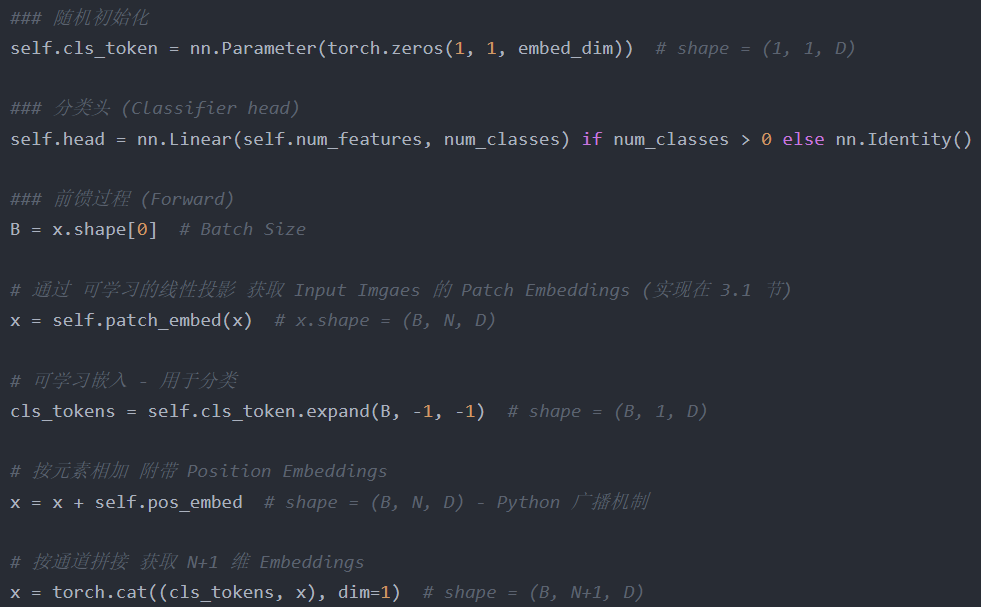 ### 随机初始化
self.cls_token = nn.Parameter(torch.zeros(1, 1, embed_dim))  # shape = (1, 1, D)
### 分类头 (Classifier head)
self.head = nn.Linear(self.num_features, num_classes) if num_classes > 0 else nn.Identity()
### 前馈过程 (Forward)
B = x.shape[0]  # Batch Size
# 通过 可学习的线性投影 获取 Input Imgaes 的 Patch Embeddings (实现在 3.1 节)
x = self.patch_embed(x)  # x.shape = (B, N, D)
# 可学习嵌入 - 用于分类
cls_tokens = self.cls_token.expand(B, -1, -1)  # shape = (B, 1, D)
# 按元素相加 附带 Position Embeddings
x = x + self.pos_embed  # shape = (B, N, D) - Python 广播机制
# 按通道拼接 获取 N+1 维 Embeddings
x = torch.cat((cls_tokens, x), dim=1)  # shape = (B, N+1, D)